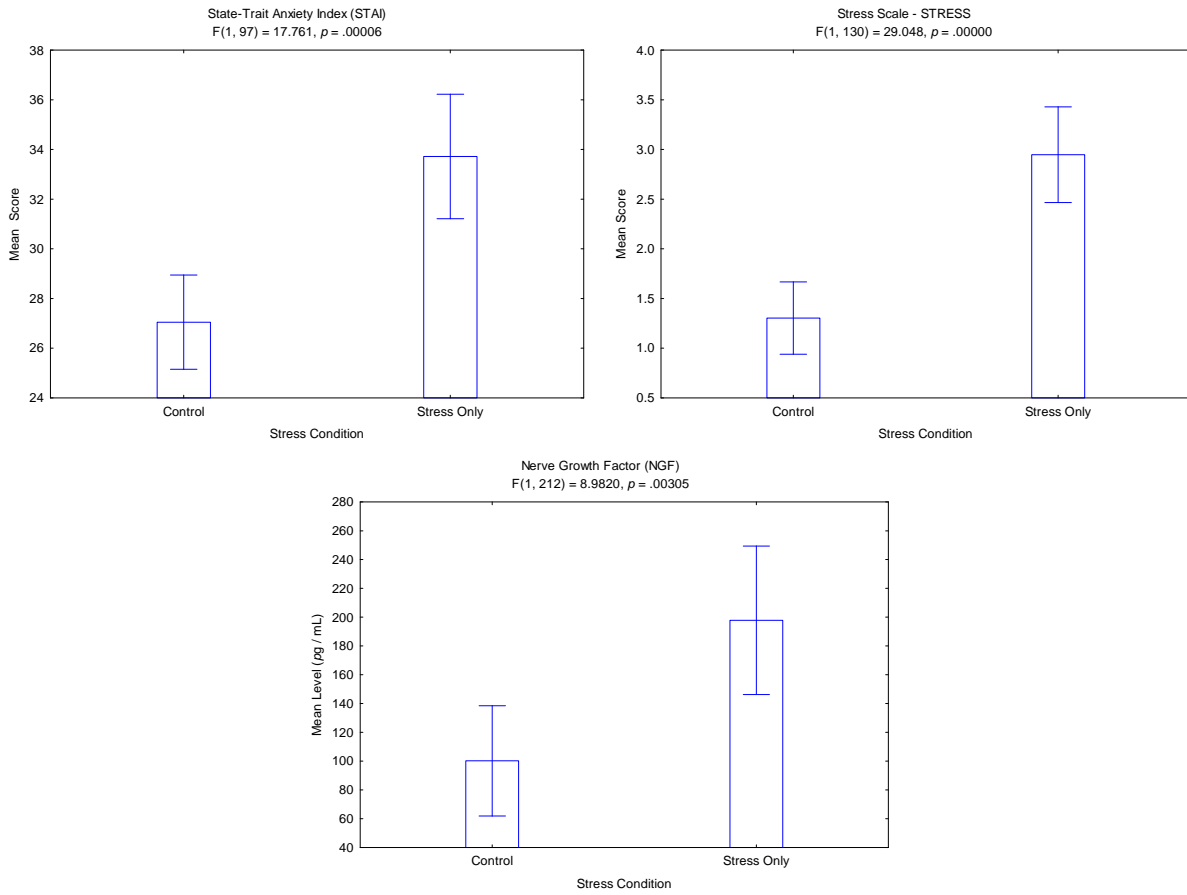 State-Trait Anxiety Index (STAI)
F(1, 97) = 17.761, p = .00006
38
36
34
32
30
28
26
24
Mean Score
Control
Stress Only
Stress Condition
Stress Scale - STRESS
F(1, 130) = 29.048, p = .00000
4.0
3.5
3.0
2.5
2.0
1.5
1.0
0.5
Mean Score
Control
Stress Only
Stress Condition
Nerve Growth Factor (NGF)
F(1, 212) = 8.9820, p = .00305
280
260
240
220
200
180
160
140
120
100
80
60
40
Mean Level (pg / mL)
Control
Stress Only
Stress Condition